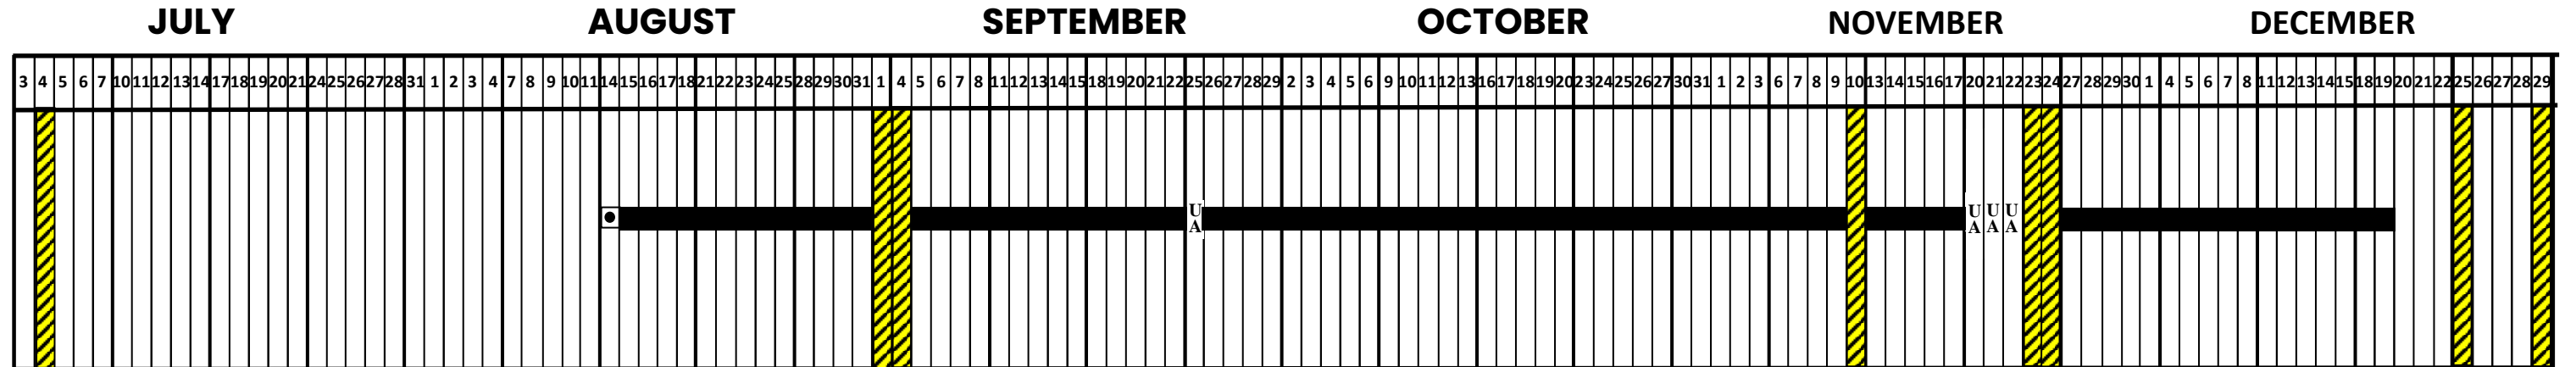 JULY AUGUST SEPTEMBER OCTOBER NOVEMBER DECEMBER
3 4 5 6 7 10 11 12 13 14 17 18 19 20 21 24 25 26 27 28 31 1 2 3 4 7 8 9 10 11 14 15 16 17 18 21 22 23 24 25 28 29 30 31 1 4 5 6 7 8 11 12 13 14 15 18 19 20 21 22 25 26 27 28 29 2 3 4 5 6 9 10 11 12 13 16 17 18 19 20 23 24 25 26 27 30 31 1 2 3 6 7 8 9 10 13 14 15 16 17 20 21 22 23 24 27 28 29 30 1 4 5 6 7 8 11 12 13 14 15 18 19 20 21 22 25 26 27 28 29
U U U U
A A A A